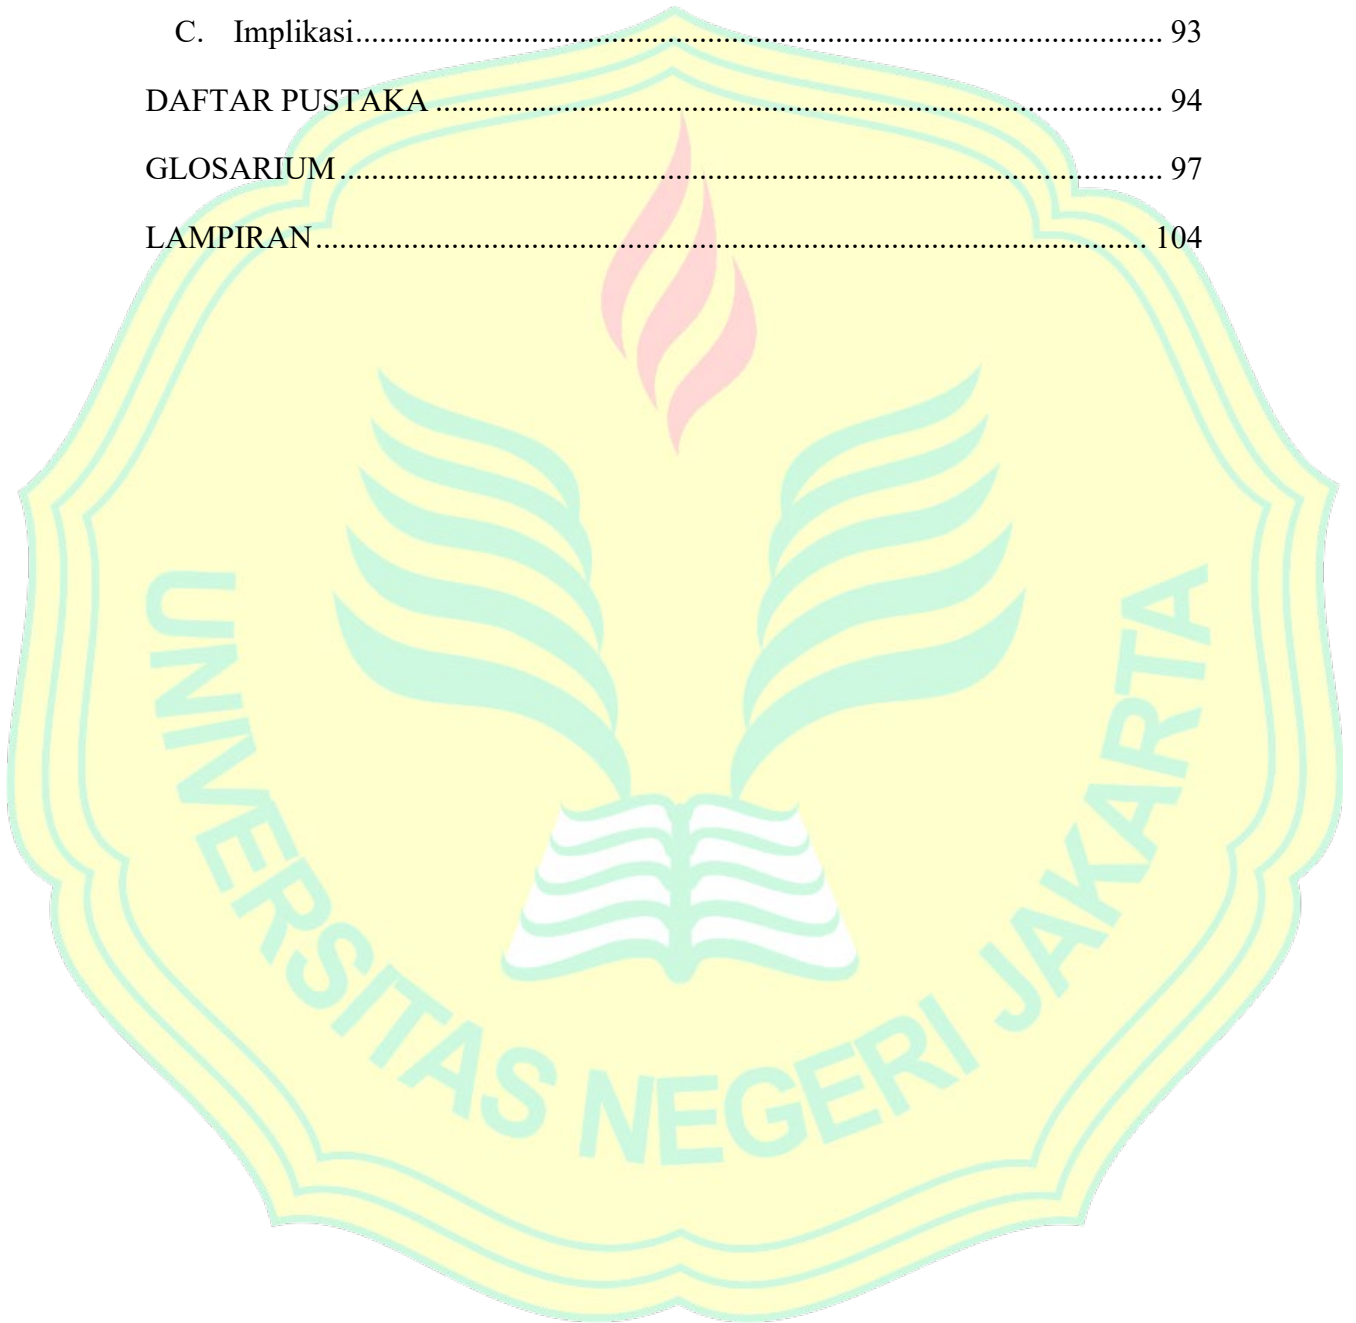 C. Implikasi.................................................................................................... 93
DAFTAR PUSTAKA.......................................................................................... 94
GLOSARIUM...................................................................................................... 97
LAMPIRAN....................................................................................................... 104
UNIVERSITAS NEGERI JAKARTA